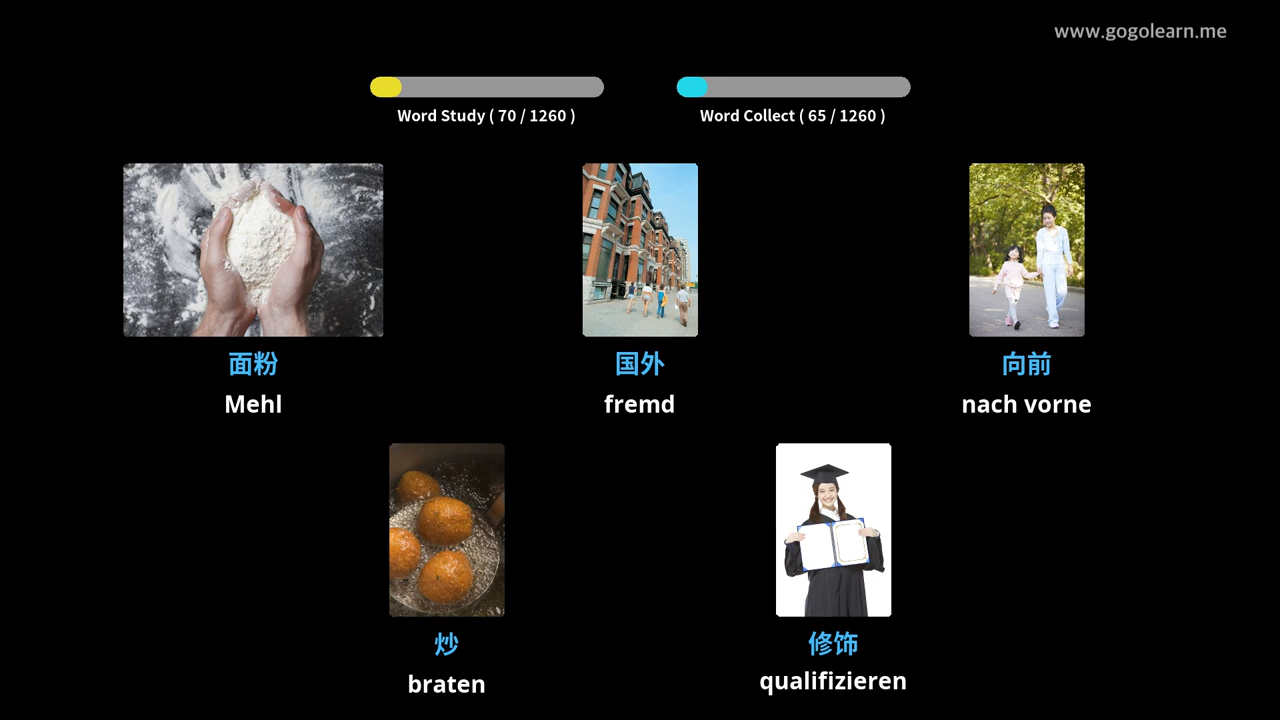 www.gogolearn.me
Word Study ( 70 / 1260 )
Word Collect ( 65 / 1260 )
面粉
Mehl
国外
fremd
向前
nach vorne
炒
braten
修饰
qualifizieren